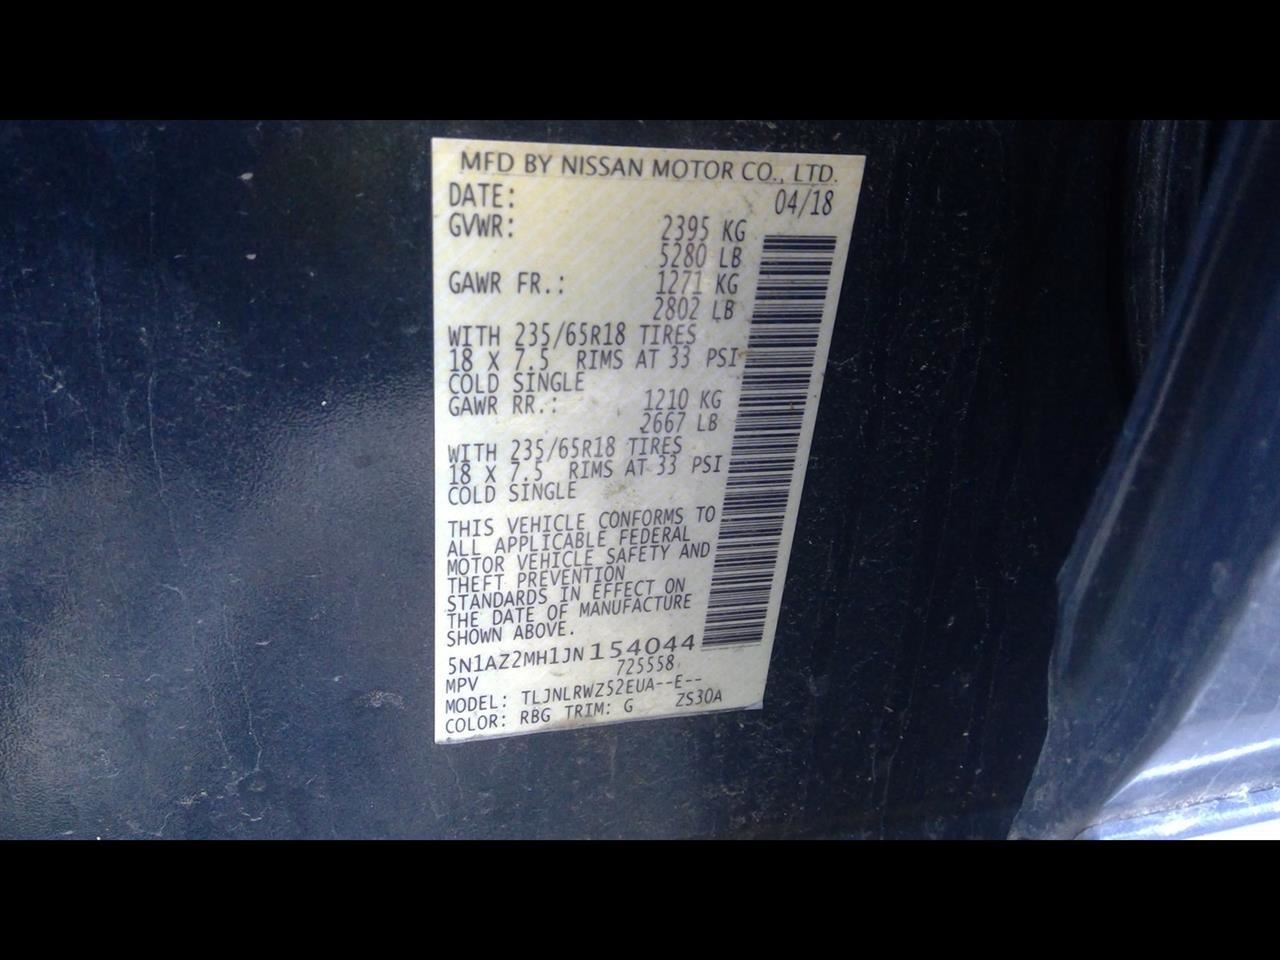 MFD BY NISSAN MOTOR CO., LTD.
DATE: 04/18
GVWR: 2395 KG
5280 LB
GAWR FR.: 1271 KG
2802 LB
WITH 235/65R18 TIRES
18 X 7.5 RIMS AT 33 PSI
COLD SINGLE
GAWR RR.: 1210 KG
2667 LB
WITH 235/65R18 TIRES
18 X 7.5 RIMS AT 33 PSI
COLD SINGLE
THIS VEHICLE CONFORMS TO
ALL APPLICABLE FEDERAL
MOTOR VEHICLE SAFETY AND
THEFT PREVENTION
STANDARDS IN EFFECT ON
THE DATE OF MANUFACTURE
SHOWN ABOVE.
5N1AZ2MH1JN154044
MPV 725558
MODEL: TLJNLRWZ52EUA--E--
COLOR: RBG TRIM: G ZS30A